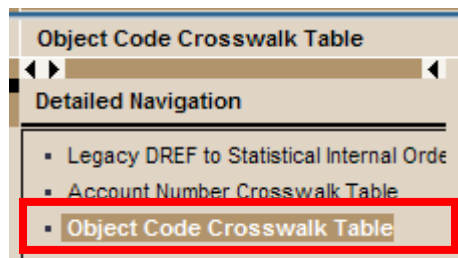 Object Code Crosswalk Table
Detailed Navigation
Legacy DREF to Statistical Internal Orde
Account Number Crosswalk Table
Object Code Crosswalk Table